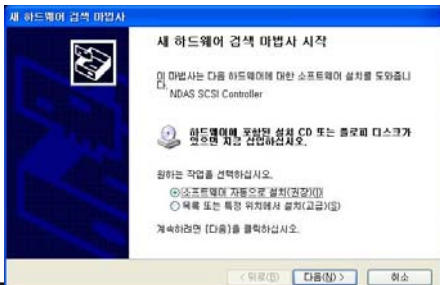 새 하드웨어 검색 마법사
새 하드웨어 검색 마법사 시작
이 마법사는 다음 하드웨어에 대한 소프트웨어 설치를 도와줍니
다.
NDAS SCSI Controller
하드웨어에 포함된 설치 CD 또는 플로피 디스크가
있으면 지금 삽입하십시오.
원하는 작업을 선택하십시오.
소프트웨어 자동으로 설치(권장)(I)
목록 또는 특정 위치에서 설치(고급)(S)
계속하려면 [다음]을 클릭하십시오.
< 뒤로(B) 다음(N) > 취소